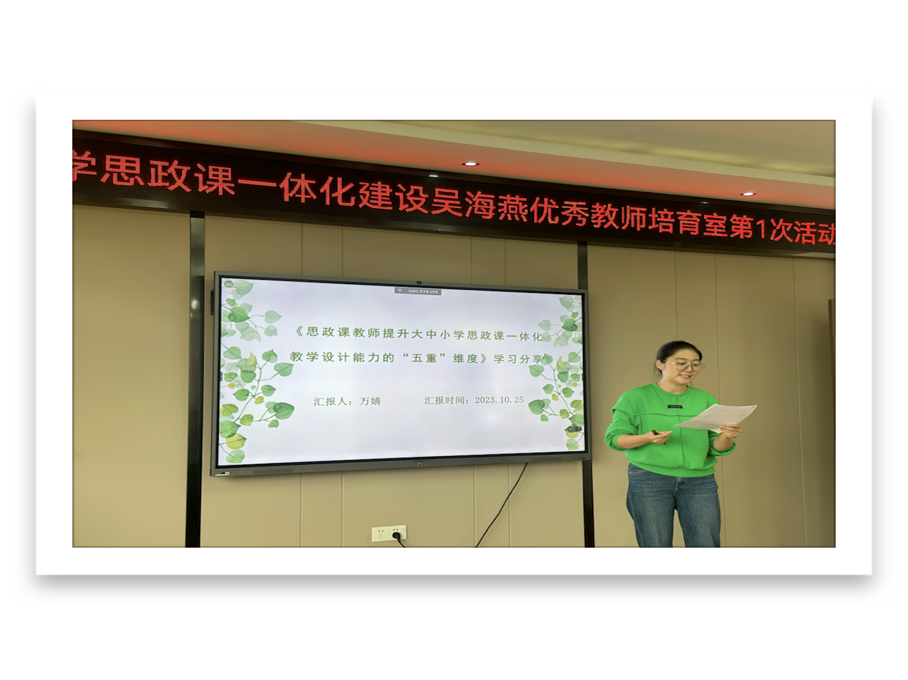 学思政课一体化建设吴海燕优秀教师培育室第1次活动
《思政课教师提升大中小学思政课一体化
教学设计能力的“五重”维度》学习分享
汇报人：万婧 汇报时间：2023.10.25